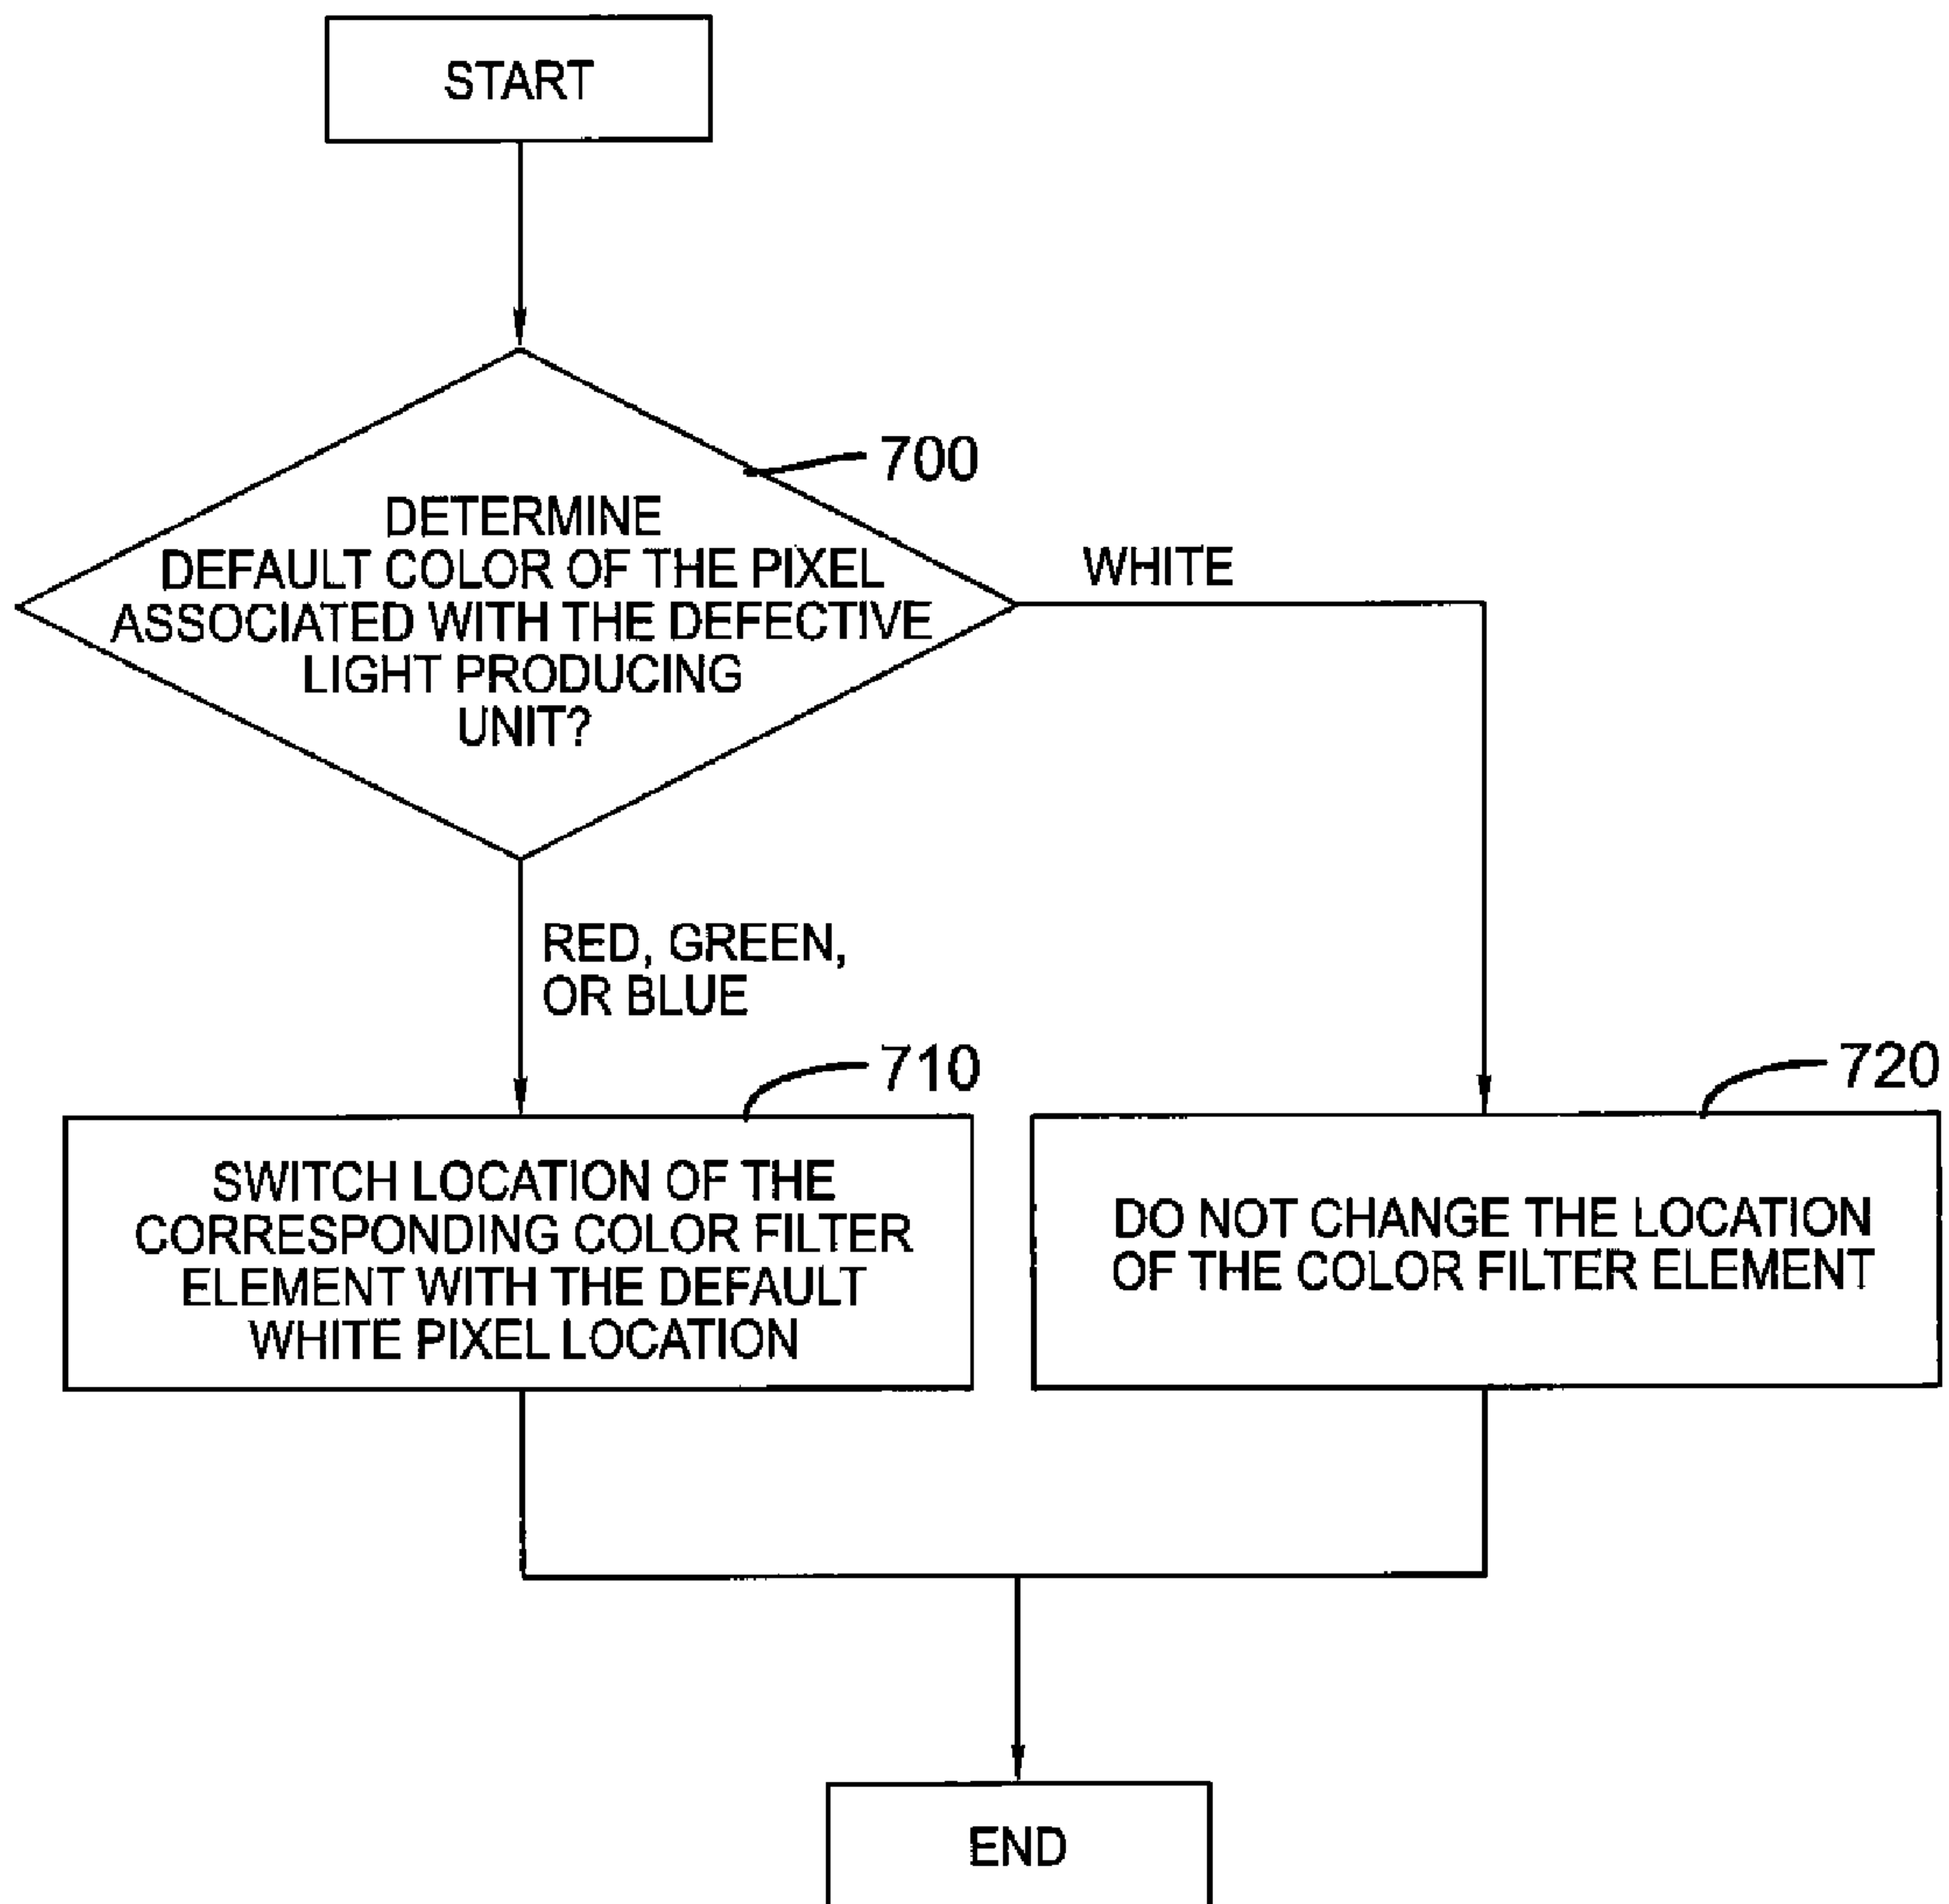 START
700
DETERMINE
DEFAULT COLOR OF THE PIXEL
ASSOCIATED WITH THE DEFECTIVE
LIGHT PRODUCING
UNIT?
WHITE
RED, GREEN,
OR BLUE
710
720
SWITCH LOCATION OF THE
CORRESPONDING COLOR FILTER
ELEMENT WITH THE DEFAULT
WHITE PIXEL LOCATION
DO NOT CHANGE THE LOCATION
OF THE COLOR FILTER ELEMENT
END